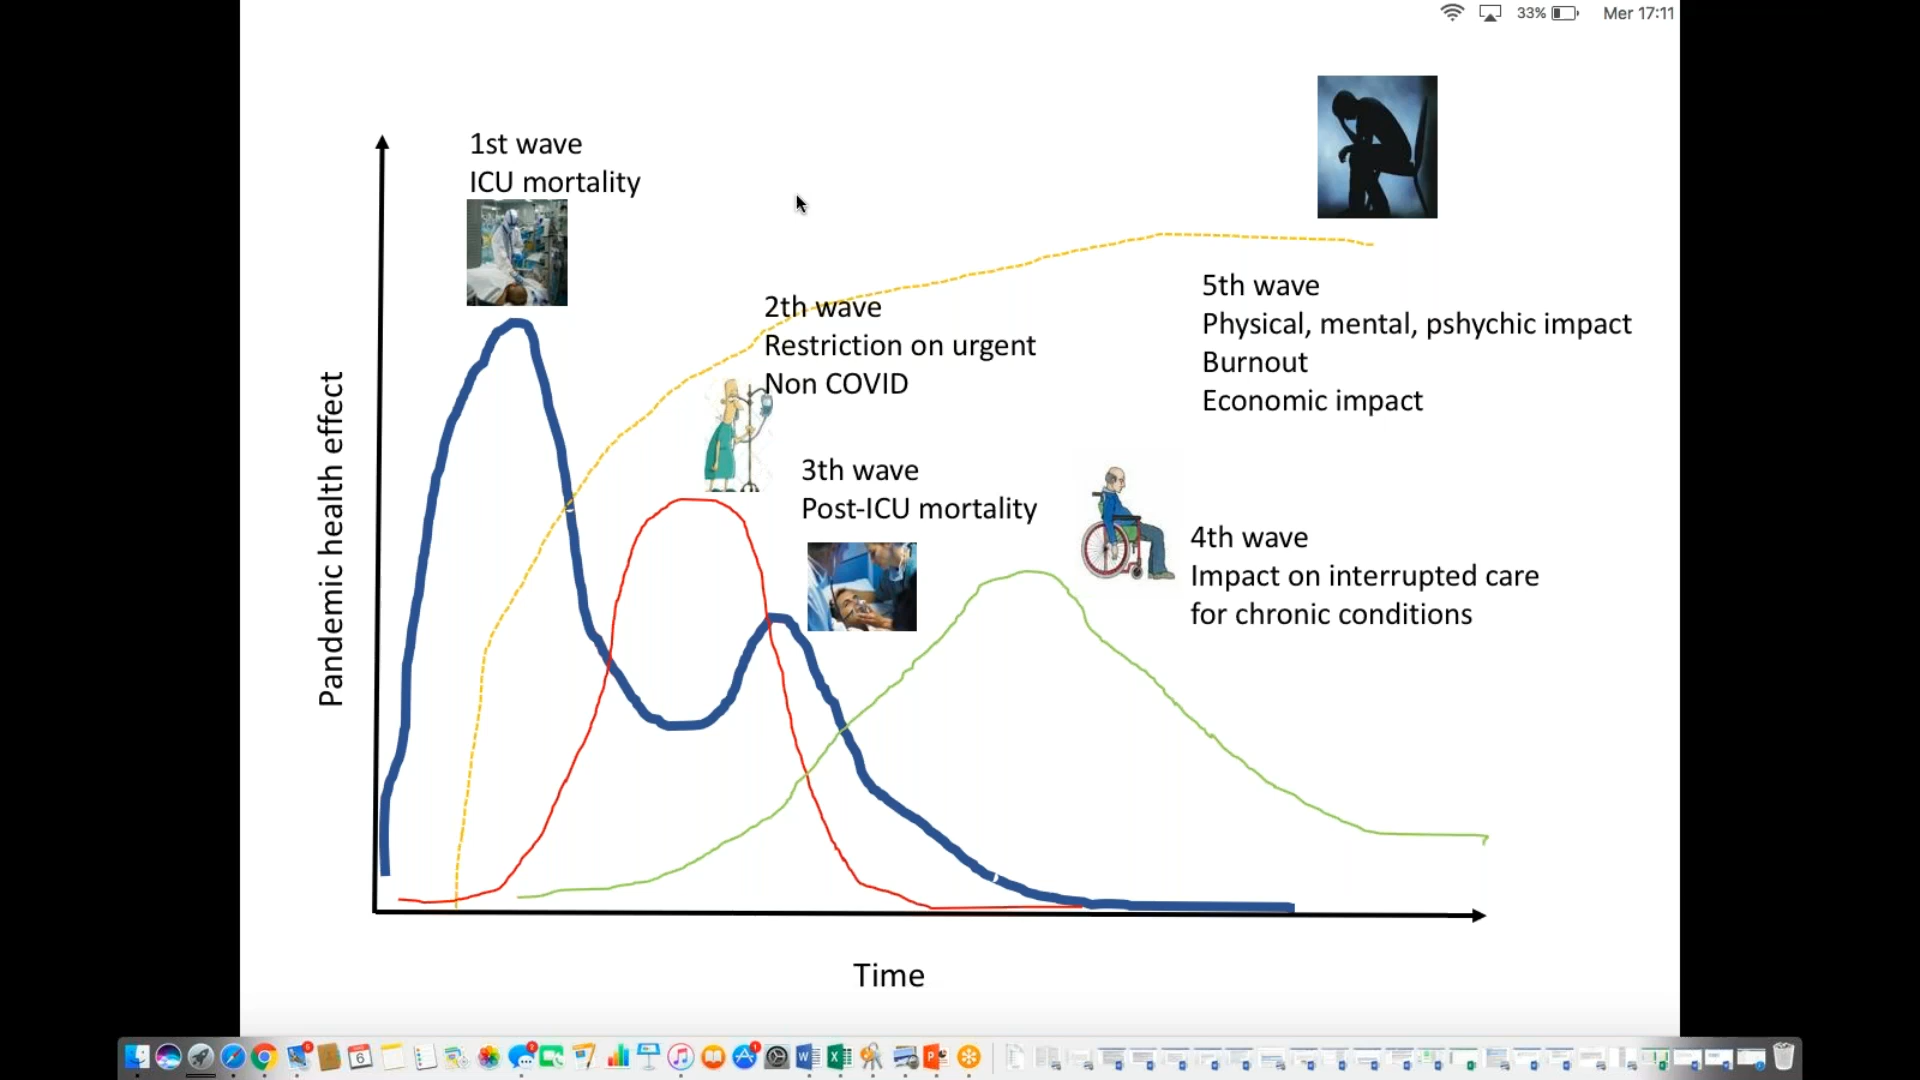 33% Mer 17:11
1st wave
ICU mortality
2th wave
Restriction on urgent
Non COVID
5th wave
Physical, mental, pshychic impact
Burnout
Economic impact
3th wave
Post-ICU mortality
4th wave
Impact on interrupted care
for chronic conditions
Pandemic health effect
Time
6